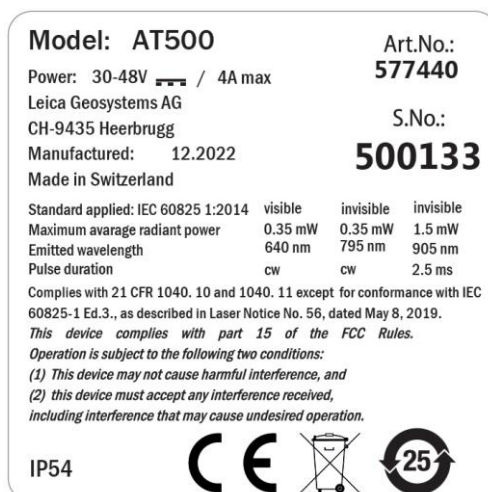 Model: AT500
Art.No.:
577440
Power: 30-48V / 4A max
Leica Geosystems AG
CH-9435 Heerbrugg
S.No.:
500133
Manufactured: 12.2022
Made in Switzerland
Standard applied: IEC 60825 1:2014 visible invisible invisible
Maximum avarage radiant power 0.35 mW 0.35 mW 1.5 mW
Emitted wavelength 640 nm 795 nm 905 nm
Pulse duration cw cw 2.5 ms
Complies with 21 CFR 1040. 10 and 1040. 11 except for conformance with IEC
60825-1 Ed.3., as described in Laser Notice No. 56, dated May 8, 2019.
This device complies with part 15 of the FCC Rules.
Operation is subject to the following two conditions:
(1) This device may not cause harmful interference, and
(2) this device must accept any interference received,
including interference that may cause undesired operation.
IP54 CE 25